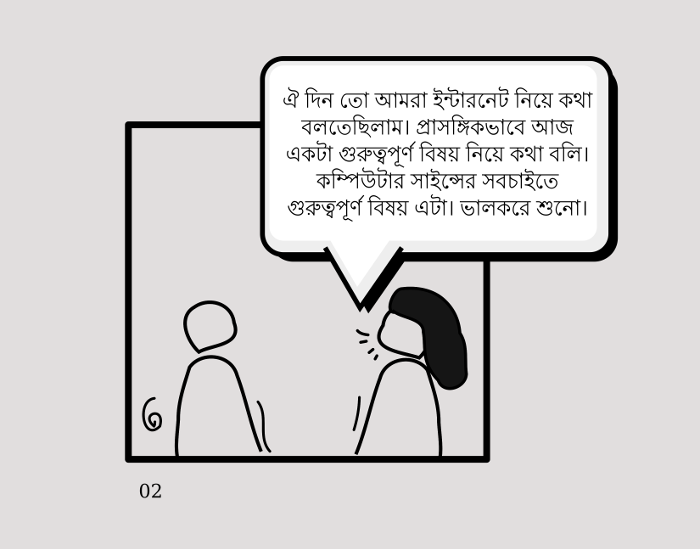 ঐ দিন তো আমরা ইন্টারনেট নিয়ে কথা
বলতেছিলাম। প্রাসঙ্গিকভাবে আজ
একটা গুরুত্বপূর্ণ বিষয় নিয়ে কথা বলি।
কম্পিউটার সাইন্সের সবচাইতে
গুরুত্বপূর্ণ বিষয় এটা। ভালকরে শুনো।
02